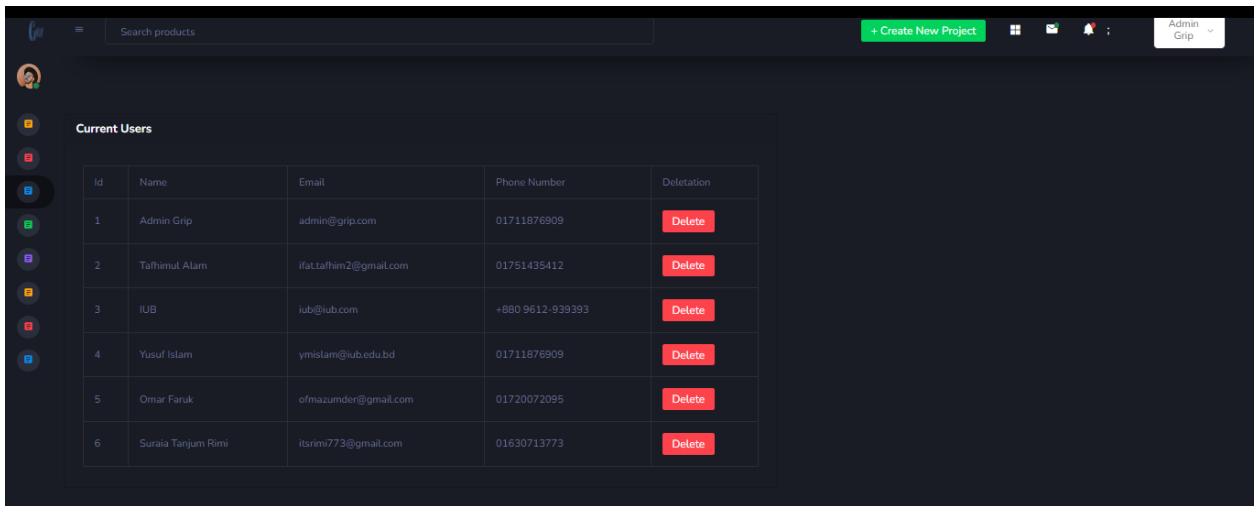 Search products
+ Create New Project
;
Admin
Grip
Current Users
Id Name Email Phone Number Deletation
1 Admin Grip admin@grip.com 01711876909 Delete
2 Tafhimul Alam ifat.tafhim2@gmail.com 01751435412 Delete
3 IUB iub@iub.com +880 9612-939393 Delete
4 Yusuf Islam ymislam@iub.edu.bd 01711876909 Delete
5 Omar Faruk ofmazumder@gmail.com 01720072095 Delete
6 Suraia Tanjum Rimi itsrimi773@gmail.com 01630713773 Delete